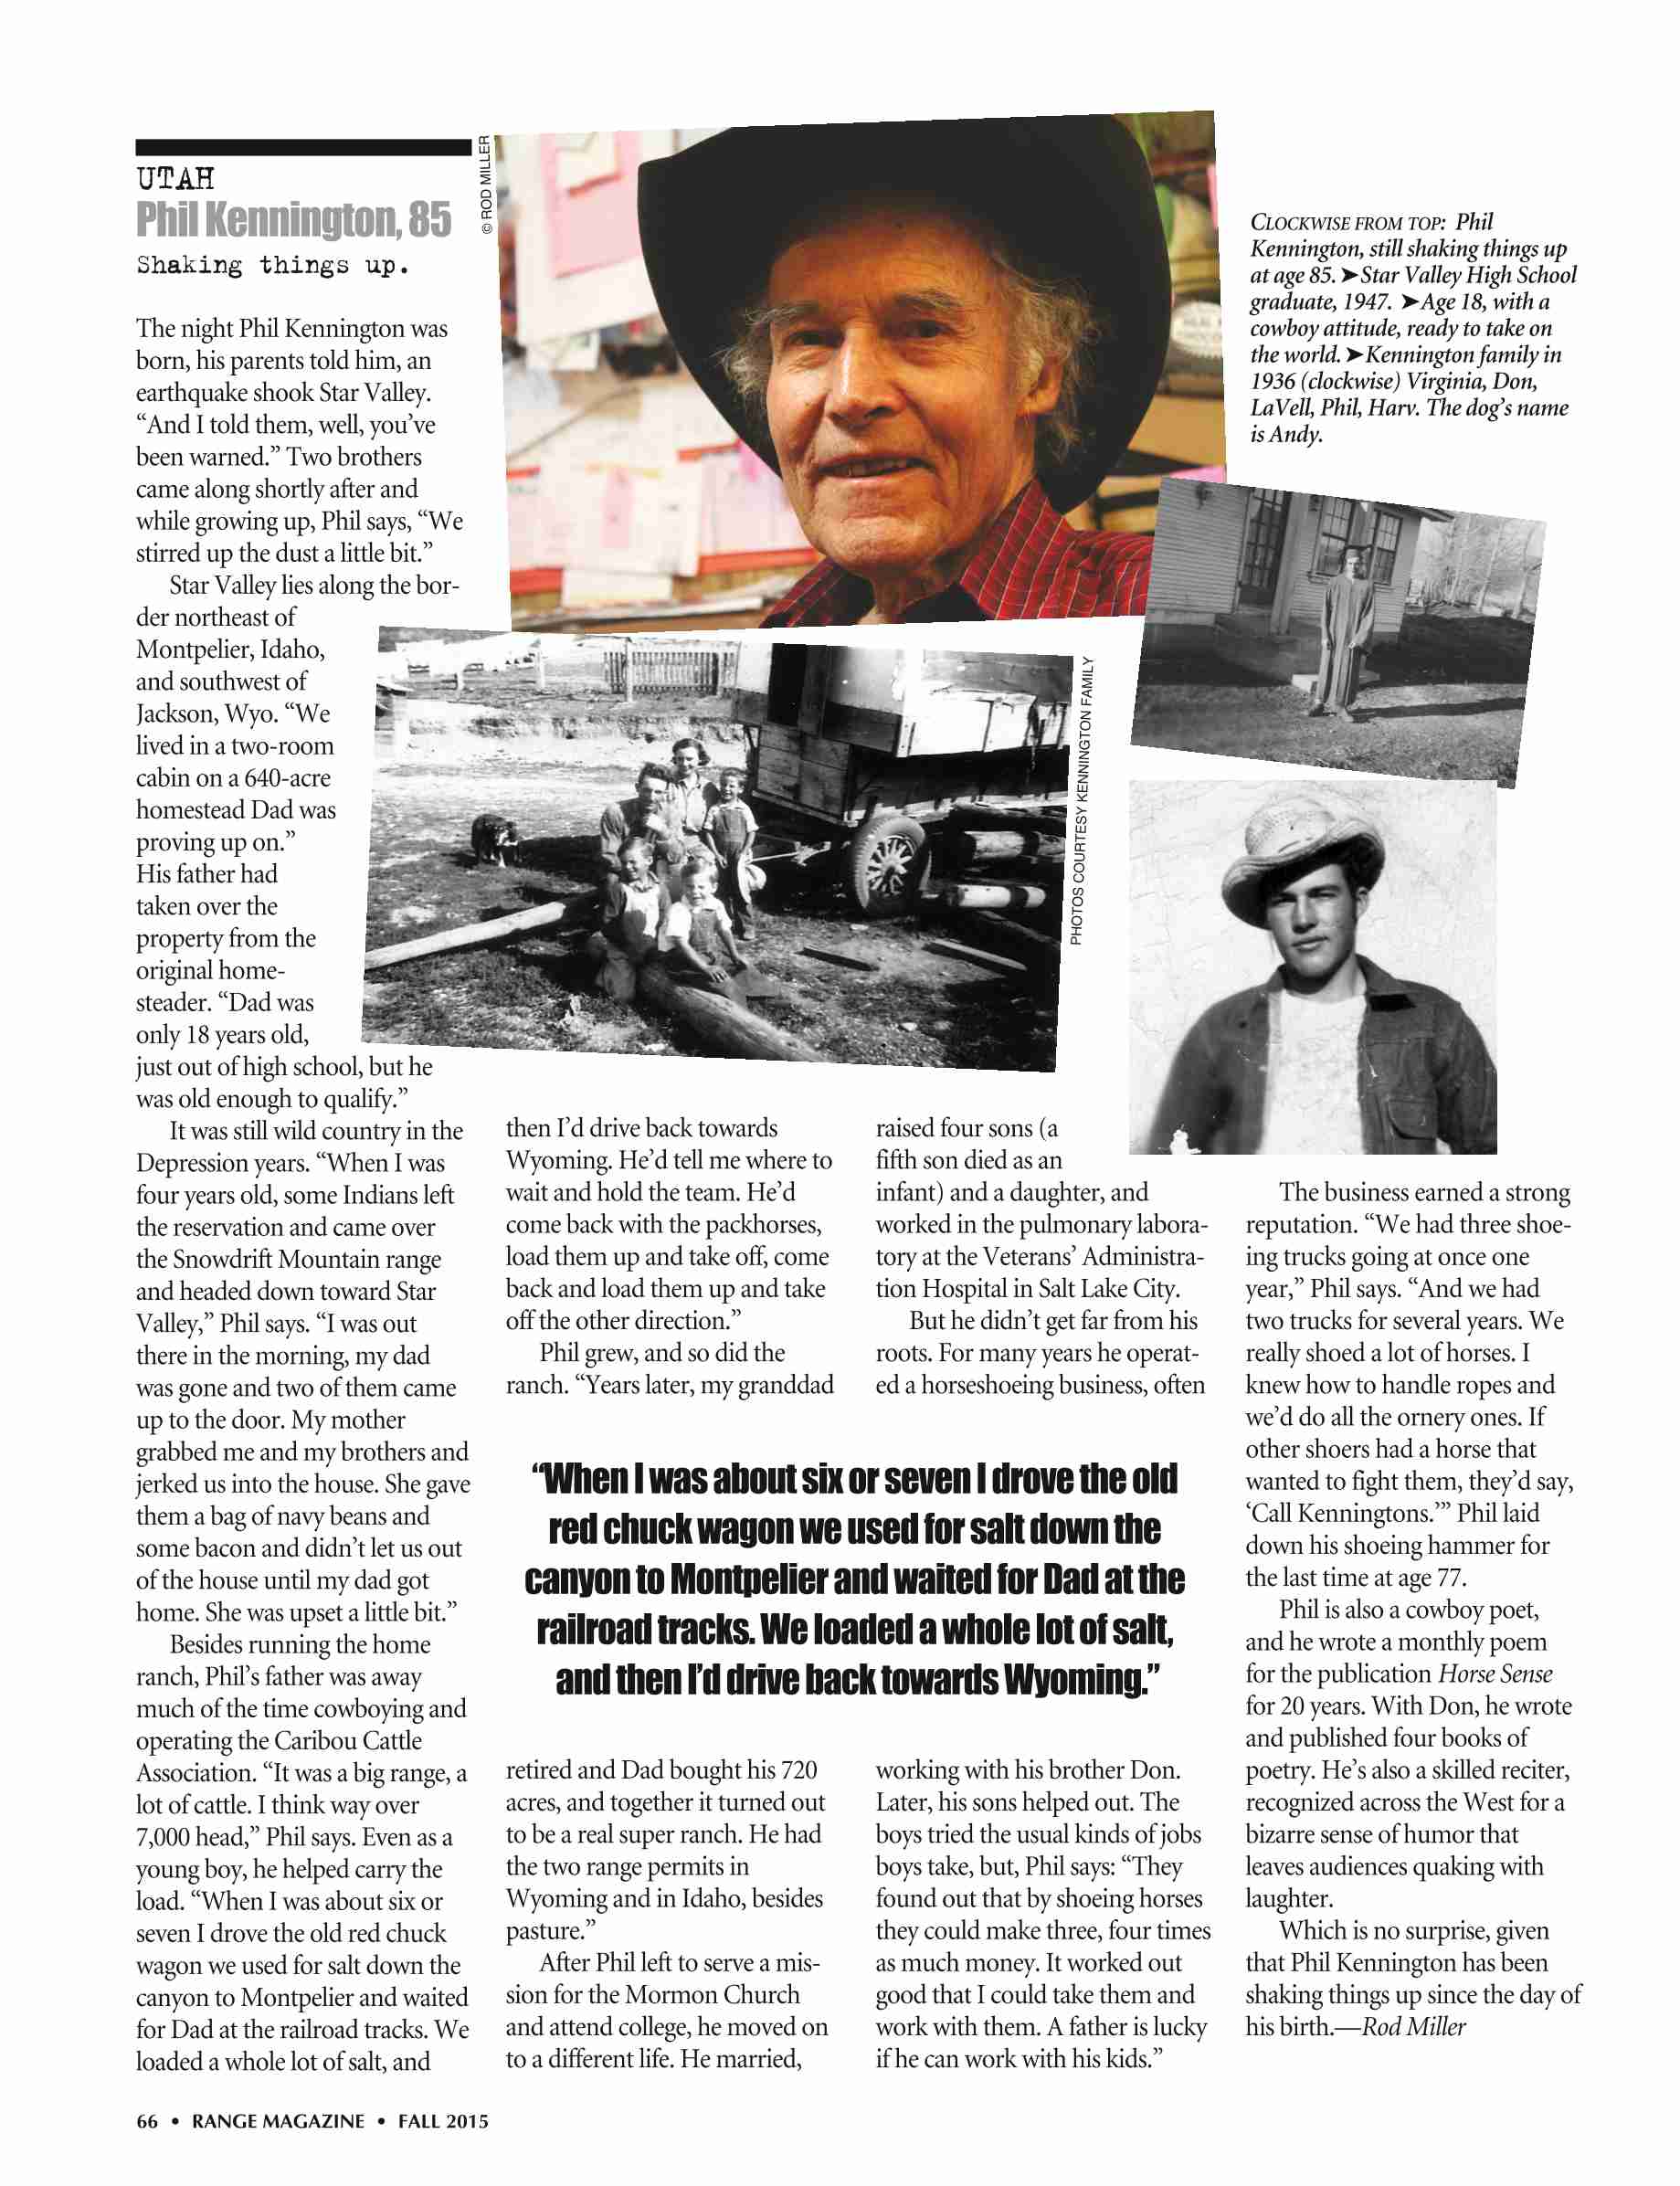 UTAH
Phil Kennington, 85
Shaking things up.
The night Phil Kennington was
born, his parents told him, an
earthquake shook Star Valley.
“And I told them, well, you’ve
been warned.” Two brothers
came along shortly after and
while growing up, Phil says, “We
stirred up the dust a little bit.”
Star Valley lies along the bor-
der northeast of
Montpelier, Idaho,
and southwest of
Jackson, Wyo. “We
lived in a two-room
cabin on a 640-acre
homestead Dad was
proving up on.”
His father had
taken over the
property from the
original home-
steader. “Dad was
only 18 years old,
just out of high school, but he
was old enough to qualify.”
It was still wild country in the
Depression years. “When I was
four years old, some Indians left
the reservation and came over
the Snowdrift Mountain range
and headed down toward Star
Valley,” Phil says. “I was out
there in the morning, my dad
was gone and two of them came
up to the door. My mother
grabbed me and my brothers and
jerked us into the house. She gave
them a bag of navy beans and
some bacon and didn’t let us out
of the house until my dad got
home. She was upset a little bit.”
Besides running the home
ranch, Phil’s father was away
much of the time cowboying and
operating the Caribou Cattle
Association. “It was a big range, a
lot of cattle. I think way over
7,000 head,” Phil says. Even as a
young boy, he helped carry the
load. “When I was about six or
seven I drove the old red chuck
wagon we used for salt down the
canyon to Montpelier and waited
for Dad at the railroad tracks. We
loaded a whole lot of salt, and
© ROD MILLER
CLOCKWISE FROM TOP: Phil
Kennington, still shaking things up
at age 85. ➤Star Valley High School
graduate, 1947. ➤Age 18, with a
cowboy attitude, ready to take on
the world. ➤Kennington family in
1936 (clockwise) Virginia, Don,
LaVell, Phil, Harv. The dog’s name
is Andy.
PHOTOS COURTESY KENNINGTON FAMILY
then I’d drive back towards
Wyoming. He’d tell me where to
wait and hold the team. He’d
come back with the packhorses,
load them up and take off, come
back and load them up and take
off the other direction.”
Phil grew, and so did the
ranch. “Years later, my granddad
retired and Dad bought his 720
acres, and together it turned out
to be a real super ranch. He had
the two range permits in
Wyoming and in Idaho, besides
pasture.”
After Phil left to serve a mis-
sion for the Mormon Church
and attend college, he moved on
to a different life. He married,
raised four sons (a
fifth son died as an
infant) and a daughter, and
worked in the pulmonary labora-
tory at the Veterans’ Administra-
tion Hospital in Salt Lake City.
But he didn’t get far from his
roots. For many years he operat-
ed a horseshoeing business, often
“When I was about six or seven I drove the old
red chuck wagon we used for salt down the
canyon to Montpelier and waited for Dad at the
railroad tracks. We loaded a whole lot of salt,
and then I’d drive back towards Wyoming.”
working with his brother Don.
Later, his sons helped out. The
boys tried the usual kinds of jobs
boys take, but, Phil says: “They
found out that by shoeing horses
they could make three, four times
as much money. It worked out
good that I could take them and
work with them. A father is lucky
if he can work with his kids.”
The business earned a strong
reputation. “We had three shoe-
ing trucks going at once one
year,” Phil says. “And we had
two trucks for several years. We
really shoed a lot of horses. I
knew how to handle ropes and
we’d do all the ornery ones. If
other shoers had a horse that
wanted to fight them, they’d say,
‘Call Kenningtons.’” Phil laid
down his shoeing hammer for
the last time at age 77.
Phil is also a cowboy poet,
and he wrote a monthly poem
for the publication Horse Sense
for 20 years. With Don, he wrote
and published four books of
poetry. He’s also a skilled reciter,
recognized across the West for a
bizarre sense of humor that
leaves audiences quaking with
laughter.
Which is no surprise, given
that Phil Kennington has been
shaking things up since the day of
his birth.—Rod Miller
66 • RANGE MAGAZINE • FALL 2015